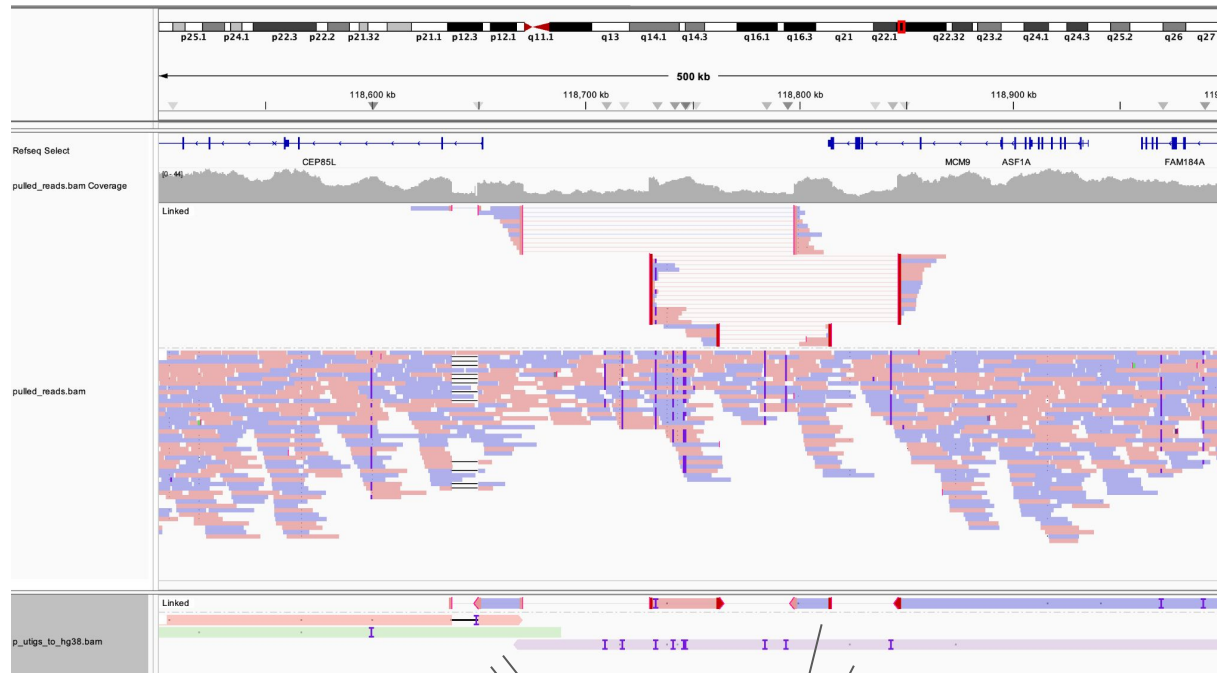 p25.1 p24.1 p22.3 p22.2 p21.32 p21.1 p12.3 p12.1 q11.1 q13 q14.1 q14.3 q16.1 q16.3 q21 q22.1 q22.32 q23.2 q24.1 q24.3 q25.2 q26 q27
500 kb
118,600 kb 118,700 kb 118,800 kb 118,900 kb
Refseq Select
CEP85L MCM9 ASF1A FAM184A
pulled_reads.bam Coverage
[0 - 44]
Linked
pulled_reads.bam
Linked
p_utigs_to_hg38.bam